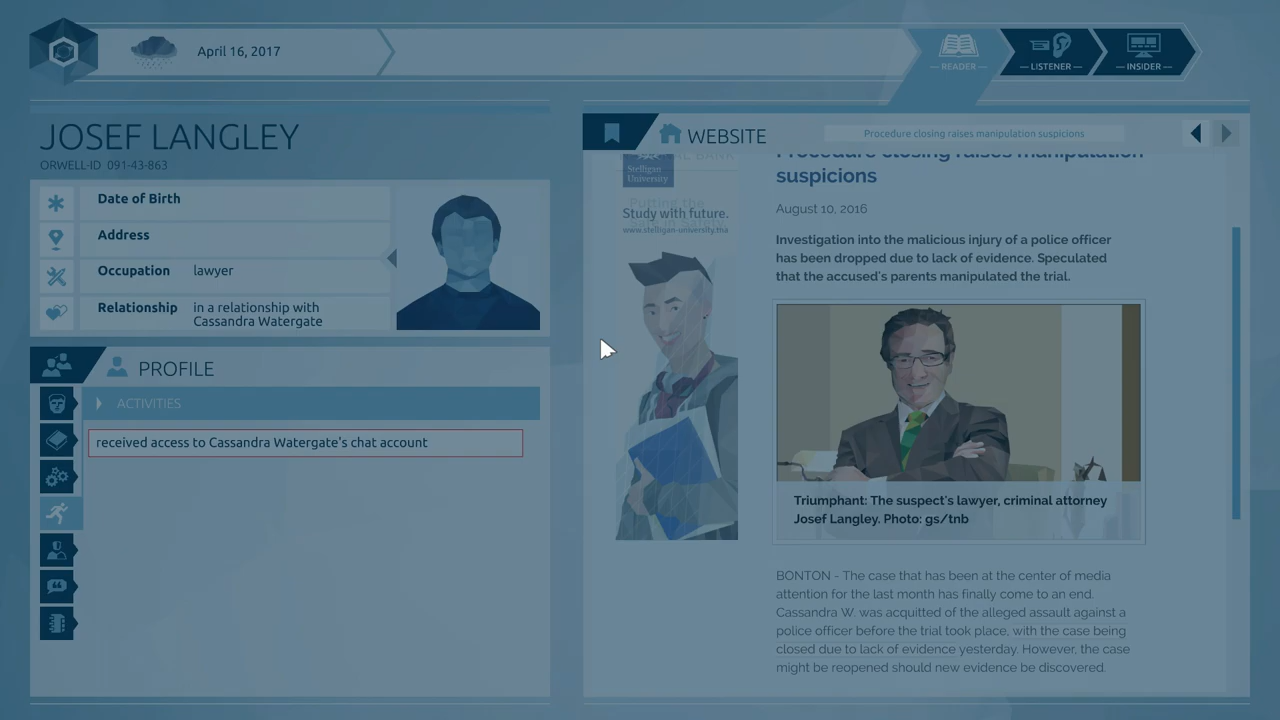 April 16, 2017
— READER —
— LISTENER —
— INSIDER —
JOSEF LANGLEY
ORWELL-ID 091-43-863
Date of Birth
Address
Occupation lawyer
Relationship in a relationship with
Cassandra Watergate
PROFILE
ACTIVITIES
received access to Cassandra Watergate's chat account
WEBSITE
Procedure closing raises manipulation suspicions
Stelligan
University
Putting the
Study with future.
www.stelligan-university.tna
Procedure closing raises manipulation
suspicions
August 10, 2016
Investigation into the malicious injury of a police officer
has been dropped due to lack of evidence. Speculated
that the accused's parents manipulated the trial.
Triumphant: The suspect's lawyer, criminal attorney
Josef Langley. Photo: gs/tnb
BONTON - The case that has been at the center of media
attention for the last month has finally come to an end.
Cassandra W. was acquitted of the alleged assault against a
police officer before the trial took place, with the case being
closed due to lack of evidence yesterday. However, the case
might be reopened should new evidence be discovered.